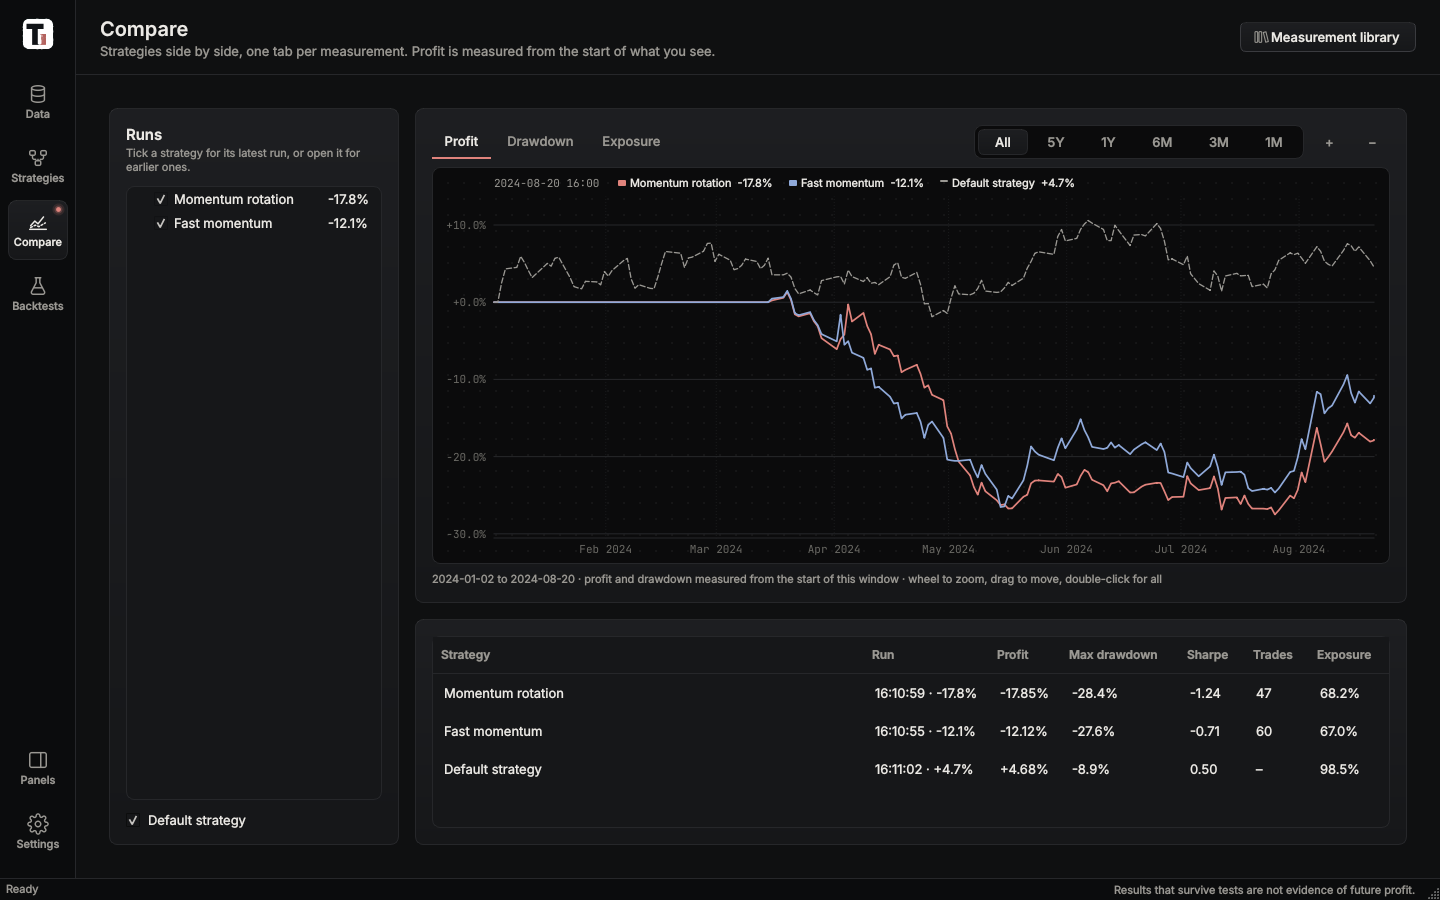 Ti
Compare
Strategies side by side, one tab per measurement. Profit is measured from the start of what you see.
Measurement library
Data
Strategies
Compare
Backtests
Panels
Settings
Runs
Tick a strategy for its latest run, or open it for
earlier ones.
✓ Momentum rotation -17.8%
✓ Fast momentum -12.1%
✓ Default strategy
Profit Drawdown Exposure
All 5Y 1Y 6M 3M 1M + −
2024-08-20 16:00 Momentum rotation -17.8% Fast momentum -12.1% Default strategy +4.7%
+10.0%
+0.0%
-10.0%
-20.0%
-30.0%
Feb 2024 Mar 2024 Apr 2024 May 2024 Jun 2024 Jul 2024 Aug 2024
2024-01-02 to 2024-08-20 · profit and drawdown measured from the start of this window · wheel to zoom, drag to move, double-click for all
Strategy Run Profit Max drawdown Sharpe Trades Exposure
Momentum rotation 16:10:59 · -17.8% -17.85% -28.4% -1.24 47 68.2%
Fast momentum 16:10:55 · -12.1% -12.12% -27.6% -0.71 60 67.0%
Default strategy 16:11:02 · +4.7% +4.68% -8.9% 0.50 – 98.5%
Ready
Results that survive tests are not evidence of future profit.